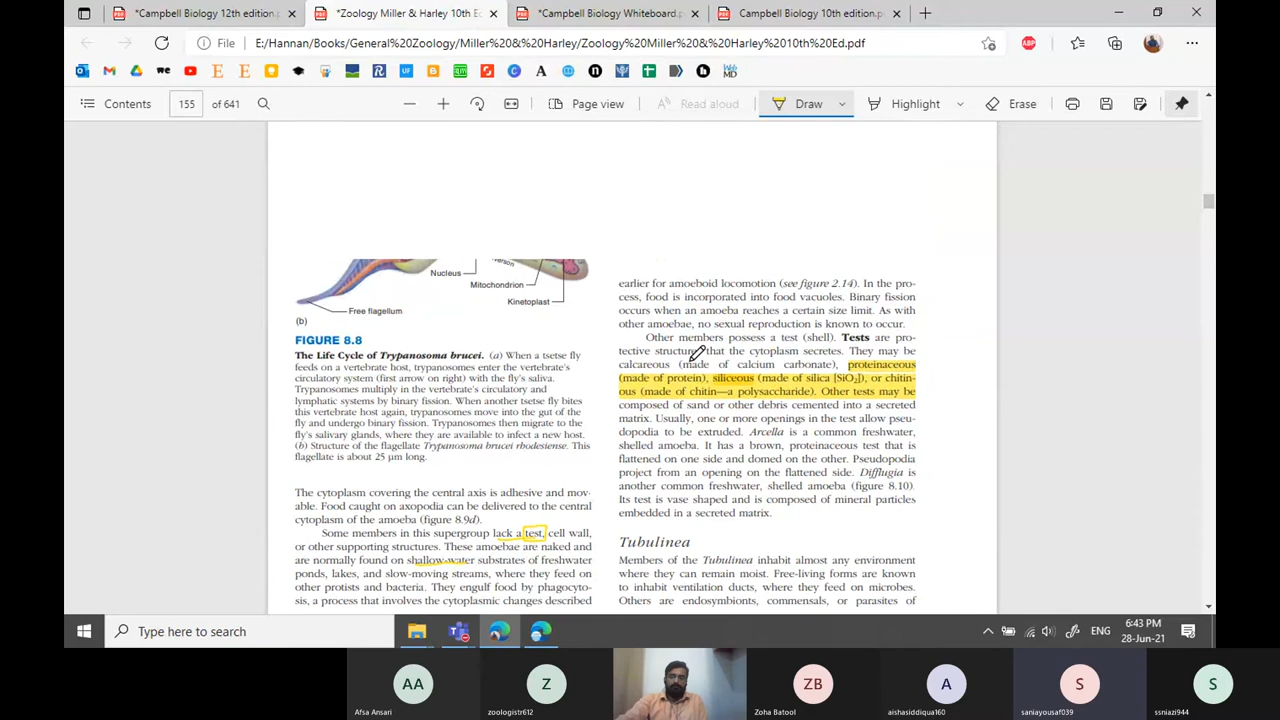 *Campbell Biology 12th edition.p
*Zoology Miller & Harley 10th Ed
*Campbell Biology Whiteboard.pd
Campbell Biology 10th edition.pd
File
E:/Hannan/Books/General%20Zoology/Miller%20&%20Harley/Zoology%20Miller%20&%20Harley%2010th%20Ed.pdf
ABP
Contents
155
of 641
Page view
Read aloud
Draw
Highlight
Erase
Nucleus
Mitochondrion
Kinetoplast
Free flagellum
(b)
FIGURE 8.8
The Life Cycle of Trypanosoma brucei. (a) When a tsetse fly
feeds on a vertebrate host, trypanosomes enter the vertebrate's
circulatory system (first arrow on right) with the fly's saliva.
Trypanosomes multiply in the vertebrate's circulatory and
lymphatic systems by binary fission. When another tsetse fly bites
this vertebrate host again, trypanosomes move into the gut of the
fly and undergo binary fission. Trypanosomes then migrate to the
fly's salivary glands, where they are available to infect a new host.
(b) Structure of the flagellate Trypanosoma brucei rhodesiense. This
flagellate is about 25 μm long.
The cytoplasm covering the central axis is adhesive and mov-
able. Food caught on axopodia can be delivered to the central
cytoplasm of the amoeba (figure 8.9d).
Some members in this supergroup lack a test, cell wall,
or other supporting structures. These amoebae are naked and
are normally found on shallow-water substrates of freshwater
ponds, lakes, and slow-moving streams, where they feed on
other protists and bacteria. They engulf food by phagocyto-
sis, a process that involves the cytoplasmic changes described
earlier for amoeboid locomotion (see figure 2.14). In the pro-
cess, food is incorporated into food vacuoles. Binary fission
occurs when an amoeba reaches a certain size limit. As with
other amoebae, no sexual reproduction is known to occur.
Other members possess a test (shell). Tests are pro-
tective structures that the cytoplasm secretes. They may be
calcareous (made of calcium carbonate), proteinaceous
(made of protein), siliceous (made of silica [SiO2]), or chitin-
ous (made of chitin—a polysaccharide). Other tests may be
composed of sand or other debris cemented into a secreted
matrix. Usually, one or more openings in the test allow pseu-
dopodia to be extruded. Arcella is a common freshwater,
shelled amoeba. It has a brown, proteinaceous test that is
flattened on one side and domed on the other. Pseudopodia
project from an opening on the flattened side. Difflugia is
another common freshwater, shelled amoeba (figure 8.10).
Its test is vase shaped and is composed of mineral particles
embedded in a secreted matrix.
Tubulinea
Members of the Tubulinea inhabit almost any environment
where they can remain moist. Free-living forms are known
to inhabit ventilation ducts, where they feed on microbes.
Others are endosymbionts, commensals, or parasites of
Type here to search
ENG
6:43 PM
28-Jun-21
AA
Z
ZB
A
S
S
Afsa Ansari
zoologistr612
Zoha Batool
aishasiddiqua160
saniayousaf039
ssniazi944